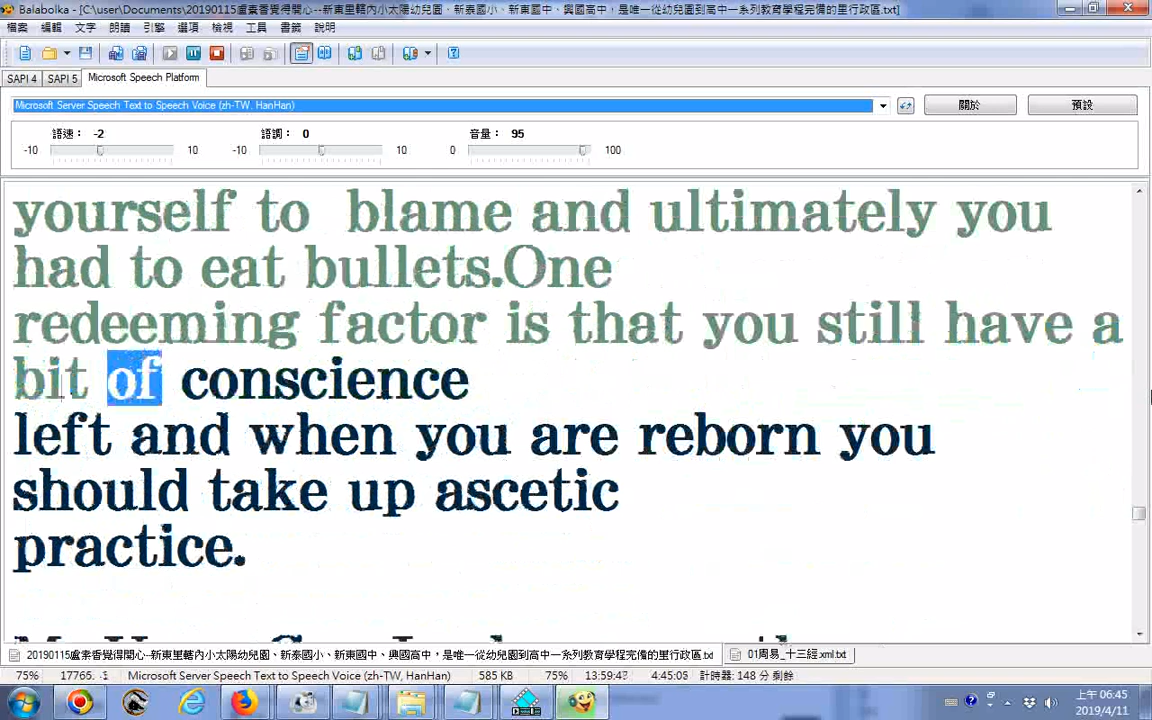 Balabolka - [C:\user\Documents\20190115盧素香覺得開心--新東里轄內小太陽幼兒園、新泰國小、新東國中、興國高中，是唯一從幼兒園到高中一系列教育學程完備的里行政區.txt]
檔案 編輯 文字 朗讀 引擎 選項 檢視 工具 書籤 說明
SAPI 4 SAPI 5 Microsoft Speech Platform
Microsoft Server Speech Text to Speech Voice (zh-TW, HanHan) 關於 預設
語速： -2 語調： 0 音量： 95
-10 10 -10 10 0 100
yourself to blame and ultimately you
had to eat bullets.One
redeeming factor is that you still have a
bit of conscience
left and when you are reborn you
should take up ascetic
practice.
20190115盧素香覺得開心--新東里轄內小太陽幼兒園、新泰國小、新東國中、興國高中，是唯一從幼兒園到高中一系列教育學程完備的里行政區.txt 01周易_十三經.xml.txt
75% 17765: 1 Microsoft Server Speech Text to Speech Voice (zh-TW, HanHan) 585 KB 75% 4:45:05 計時器: 148 分 剩餘
上午 06:45
2019/4/11